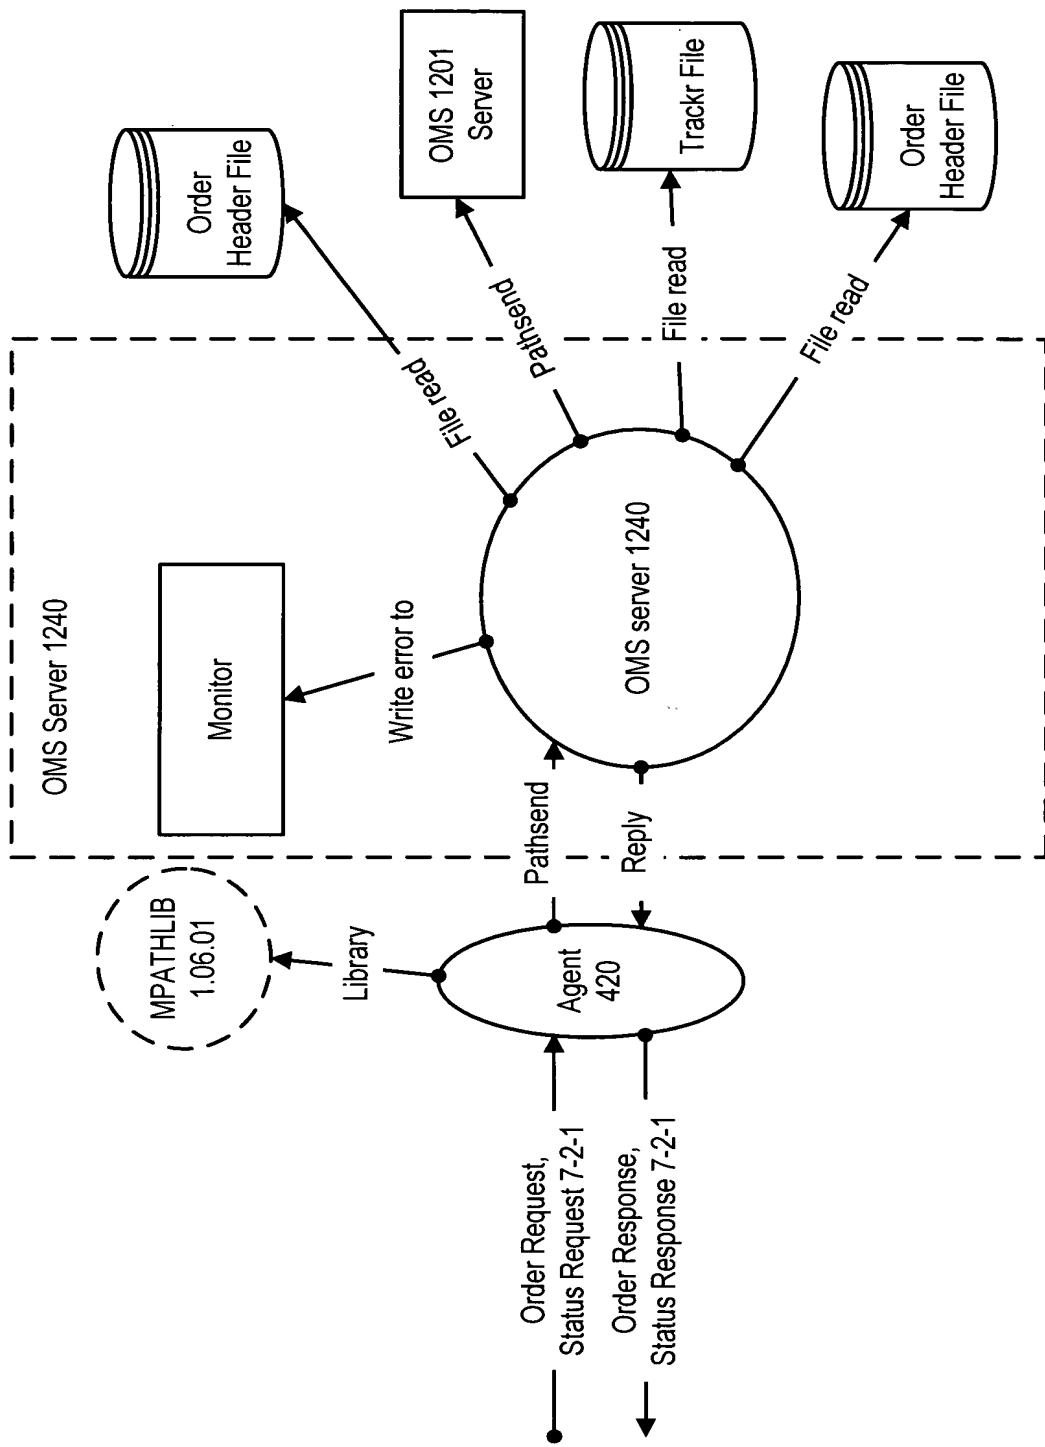 OMS Server 1240
MPATHLIB
1.06.01
Monitor
Order
Header File
OMS 1201
Server
Trackr File
Order
Header File
Library
Write error to
File read
Pathsend
File read
File read
Order Request,
Status Request 7-2-1
Order Response,
Status Response 7-2-1
Agent
420
Pathsend
Reply
OMS server 1240